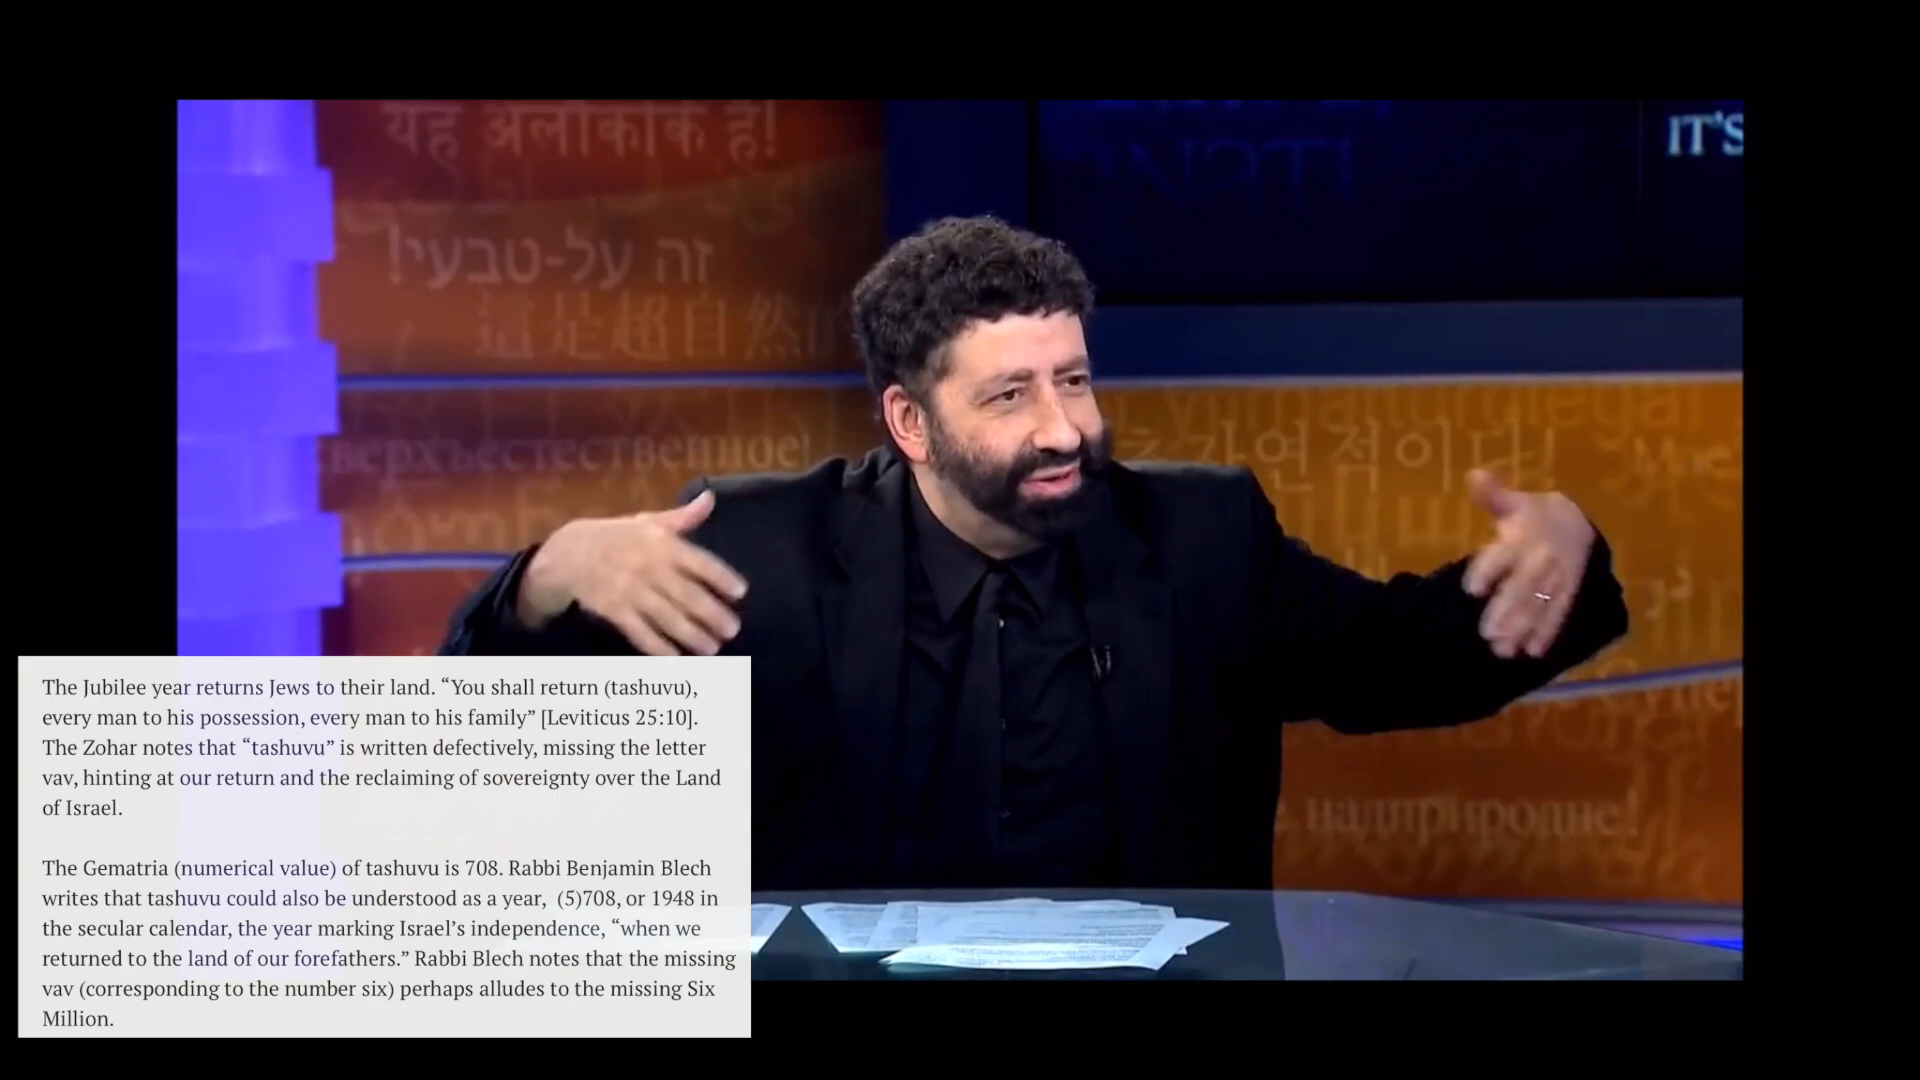 यह अलौकिक है!
IT'S
זה על-טבעי!
這是超自然的
сверхъестественное!
초자연적이다!
надприродне!
The Jubilee year returns Jews to their land. “You shall return (tashuvu),
every man to his possession, every man to his family” [Leviticus 25:10].
The Zohar notes that “tashuvu” is written defectively, missing the letter
vav, hinting at our return and the reclaiming of sovereignty over the Land
of Israel.
The Gematria (numerical value) of tashuvu is 708. Rabbi Benjamin Blech
writes that tashuvu could also be understood as a year, (5)708, or 1948 in
the secular calendar, the year marking Israel’s independence, “when we
returned to the land of our forefathers.” Rabbi Blech notes that the missing
vav (corresponding to the number six) perhaps alludes to the missing Six
Million.